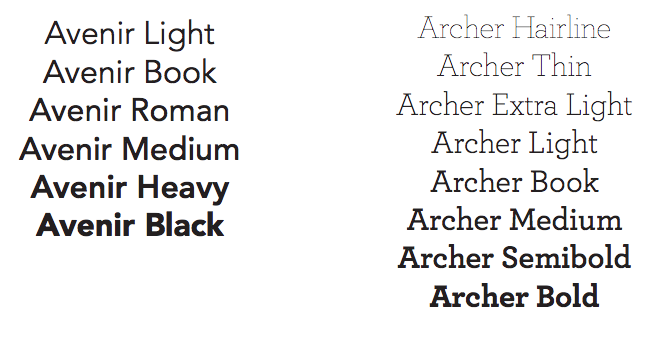 Avenir Light
Avenir Book
Avenir Roman
Avenir Medium
Avenir Heavy
Avenir Black
Archer Hairline
Archer Thin
Archer Extra Light
Archer Light
Archer Book
Archer Medium
Archer Semibold
Archer Bold